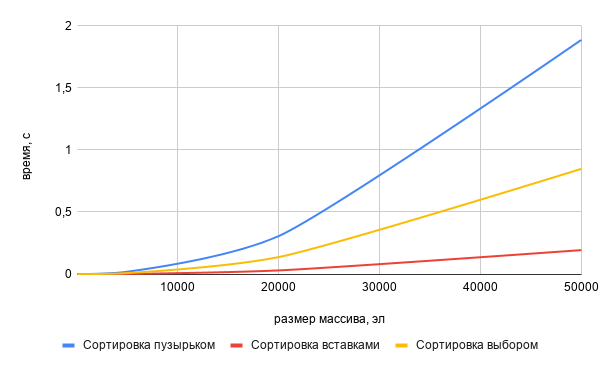 2
1,5
1
0,5
0
время, с
10000 20000 30000 40000 50000
размер массива, эл
Сортировка пузырьком Сортировка вставками Сортировка выбором